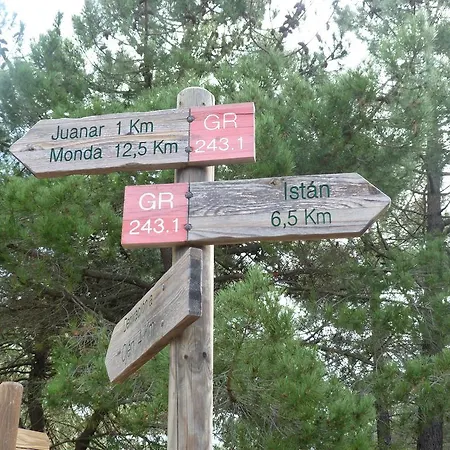 Juanar 1 Km
Monda 12,5 Km
GR
243.1
GR
243.1
Istán
6,5 Km